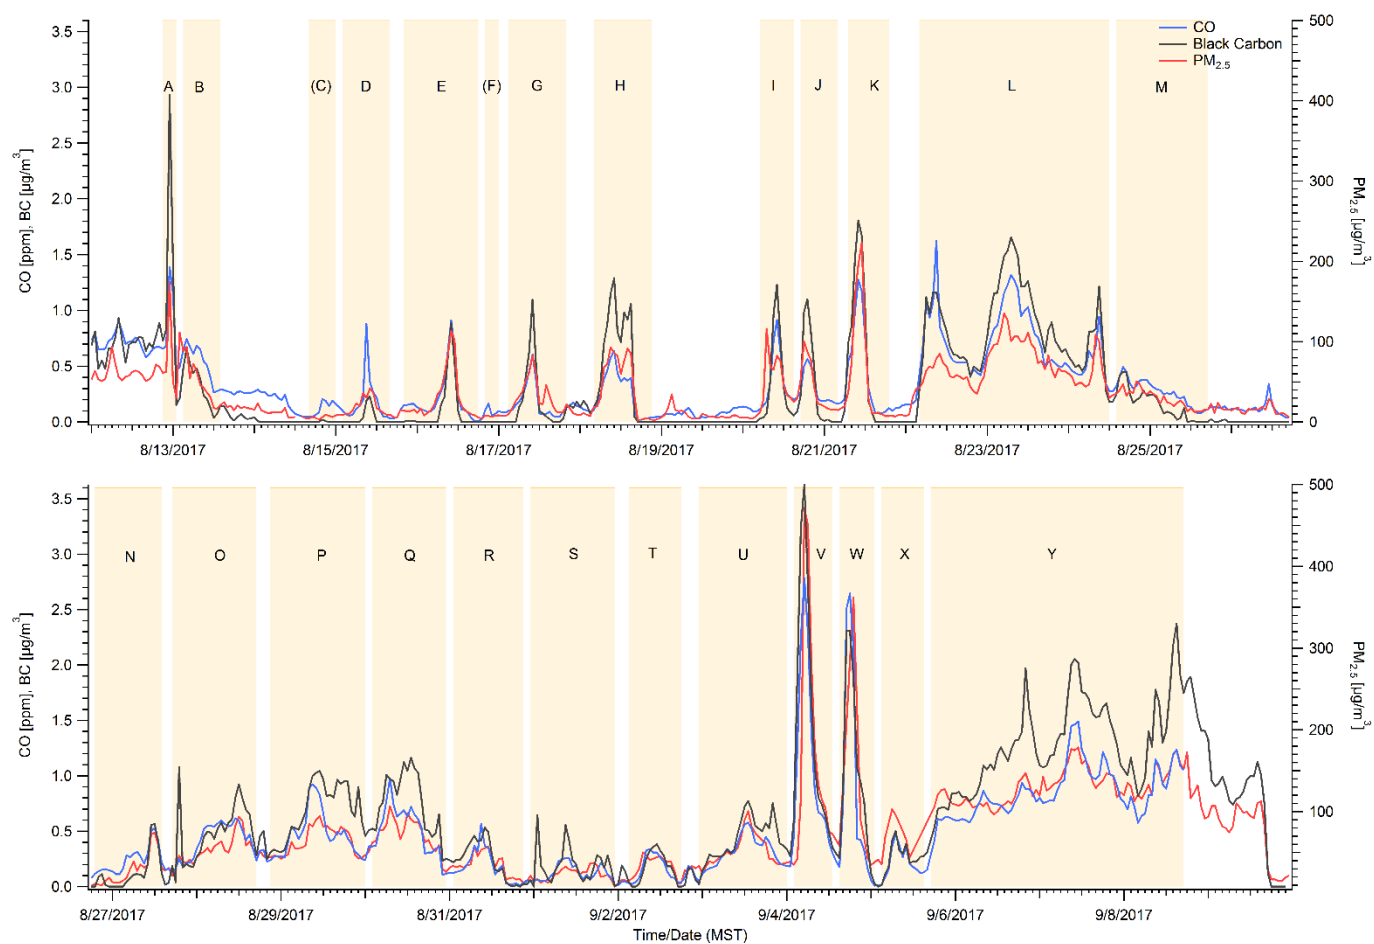 3.5
3.0
2.5
2.0
1.5
1.0
0.5
0.0
CO [ppm], BC [µg/m³]
500
400
300
200
100
0
PM₂.₅ [µg/m³]
CO
Black Carbon
PM₂.₅
A B (C) D E (F) G H I J K L M
8/13/2017 8/15/2017 8/17/2017 8/19/2017 8/21/2017 8/23/2017 8/25/2017
3.5
3.0
2.5
2.0
1.5
1.0
0.5
0.0
CO [ppm], BC [µg/m³]
500
400
300
200
100
0
PM₂.₅ [µg/m³]
N O P Q R S T U V W X Y
8/27/2017 8/29/2017 8/31/2017 9/2/2017 9/4/2017 9/6/2017 9/8/2017
Time/Date (MST)